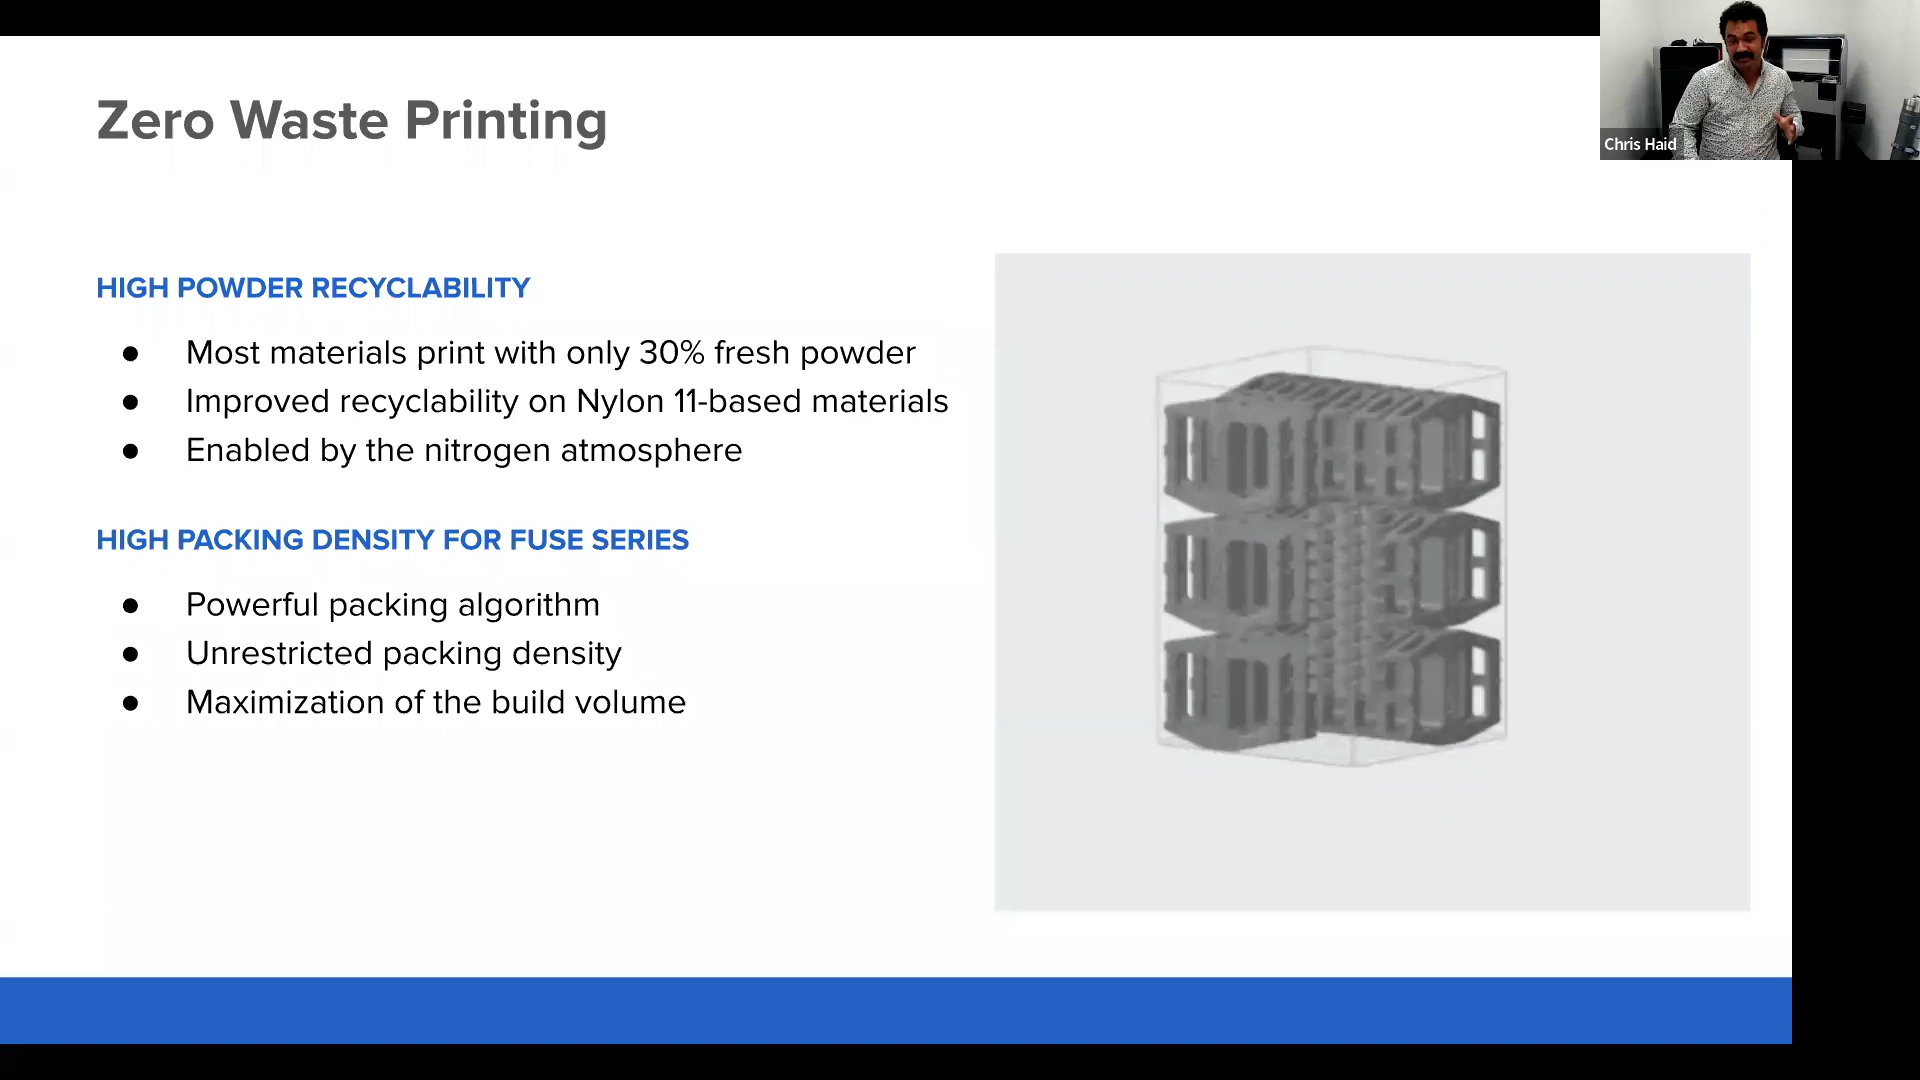 Zero Waste Printing
Chris Haid
HIGH POWDER RECYCLABILITY
● Most materials print with only 30% fresh powder
● Improved recyclability on Nylon 11-based materials
● Enabled by the nitrogen atmosphere
HIGH PACKING DENSITY FOR FUSE SERIES
● Powerful packing algorithm
● Unrestricted packing density
● Maximization of the build volume